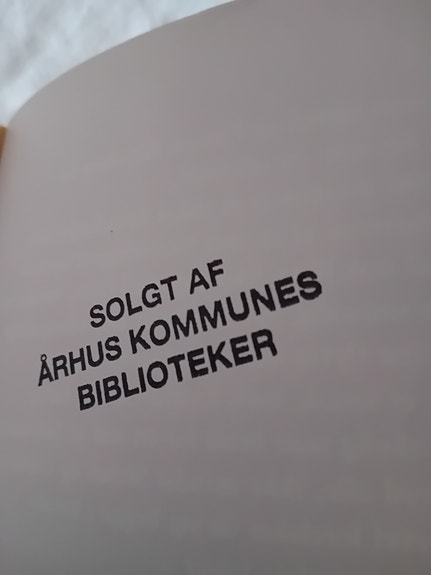 SOLGT AF
ÅRHUS KOMMUNES
BIBLIOTEKER